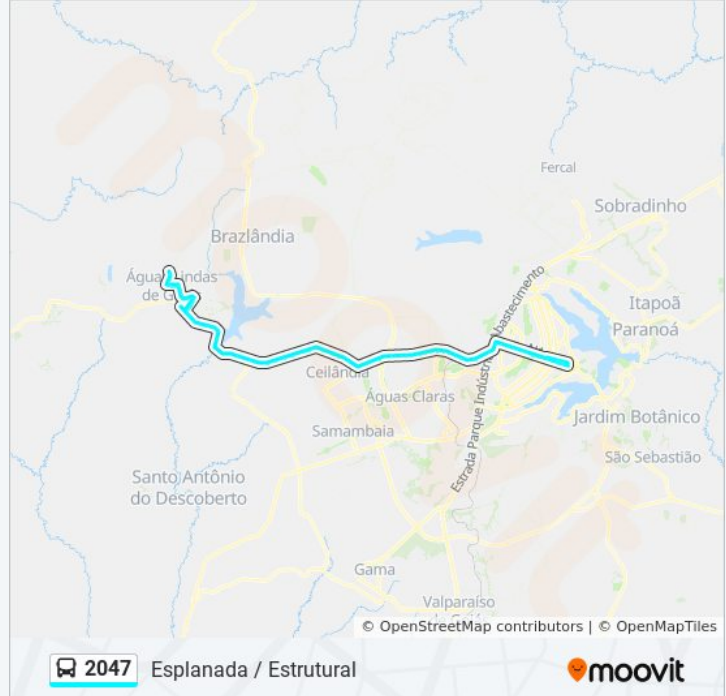 Fercal
Sobradinho
Brazlândia
Abastecimento
Itapoã
Paranoá
Ceilândia
Águas Claras
Estrada Parque Indústri
Jardim Botânico
Samambaia
São Sebastião
Santo Antônio
do Descoberto
Gama
Valparaíso
© OpenStreetMap contributors | © OpenMapTiles
2047 Esplanada / Estrutural
moovit